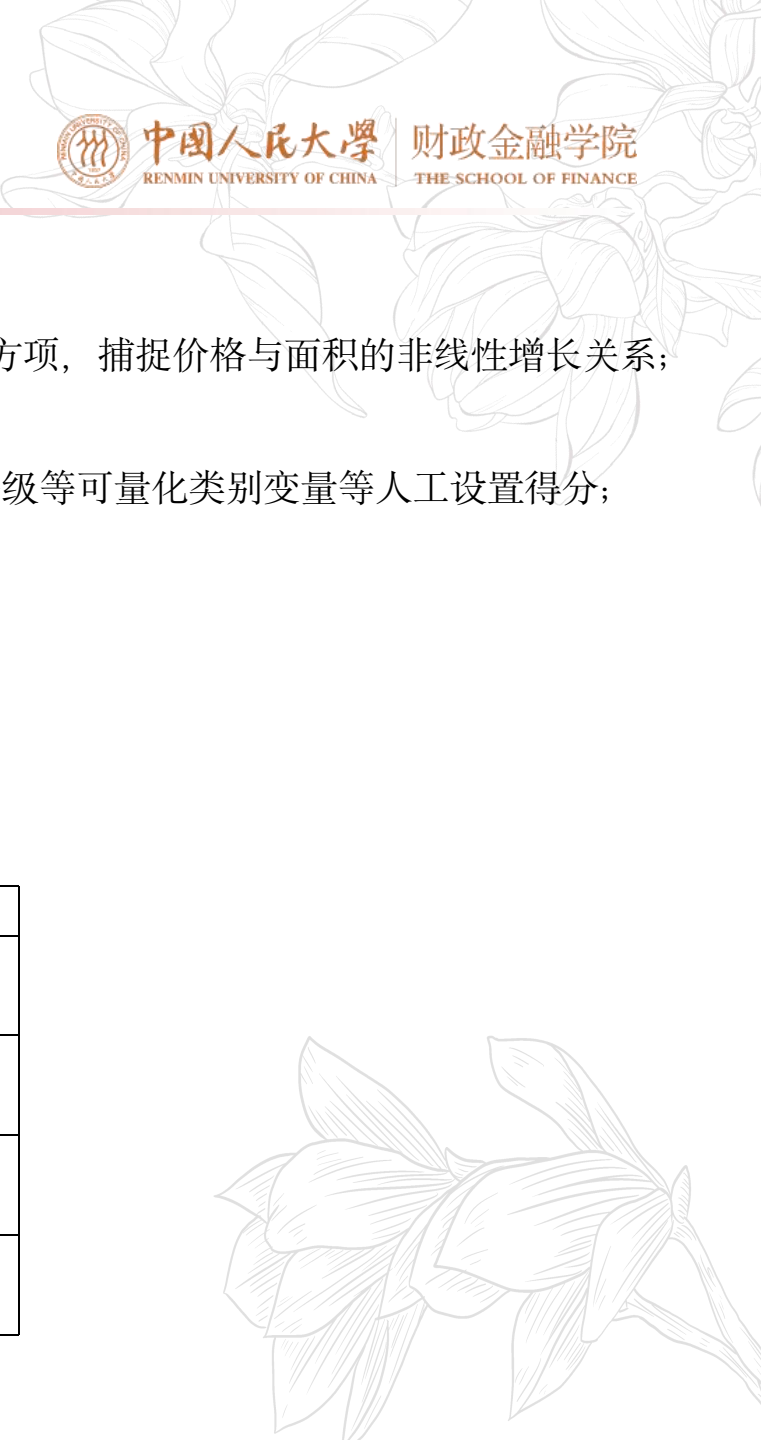 中国人民大学 财政金融学院
RENMIN UNIVERSITY OF CHINA THE SCHOOL OF FINANCE
方项，捕捉价格与面积的非线性增长关系；
级等可量化类别变量等人工设置得分；